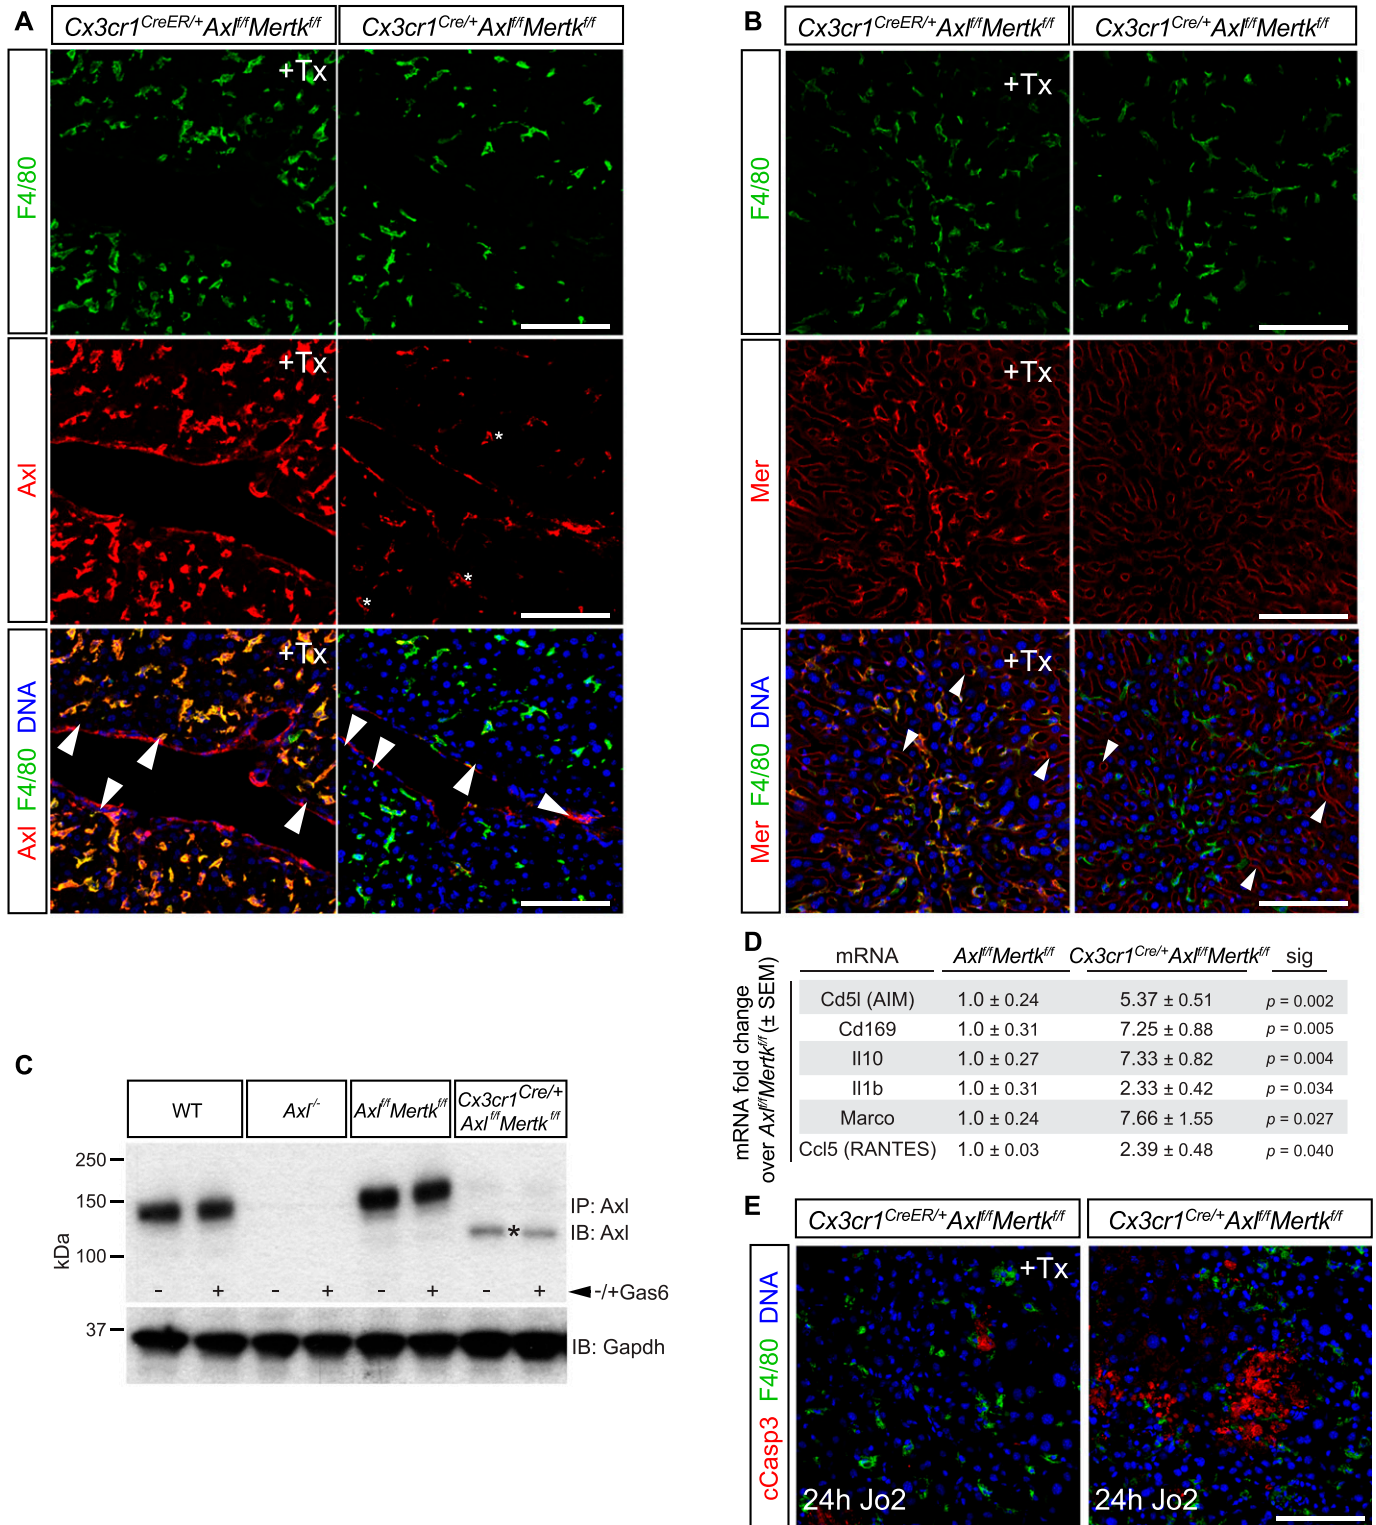 A
Cx3cr1CreER/+Axlf/fMertkf/f
Cx3cr1Cre/+Axlf/fMertkf/f
F4/80
+Tx
Axl
+Tx
*
*
*
Axl F4/80 DNA
+Tx
B
Cx3cr1CreER/+Axlf/fMertkf/f
Cx3cr1Cre/+Axlf/fMertkf/f
F4/80
+Tx
Mer
+Tx
Mer F4/80 DNA
+Tx
C
WT
Axl-/-
Axlf/fMertkf/f
Cx3cr1Cre/+
Axlf/fMertkf/f
kDa
250
150
100
37
*
IP: Axl
IB: Axl
- + - + - + - +
-/+Gas6
IB: Gapdh
D
mRNA fold change
over Axlf/fMertkf/f (± SEM)
mRNA Axlf/fMertkf/f Cx3cr1Cre/+Axlf/fMertkf/f sig
Cd5l (AIM) 1.0 ± 0.24 5.37 ± 0.51 p = 0.002
Cd169 1.0 ± 0.31 7.25 ± 0.88 p = 0.005
Il10 1.0 ± 0.27 7.33 ± 0.82 p = 0.004
Il1b 1.0 ± 0.31 2.33 ± 0.42 p = 0.034
Marco 1.0 ± 0.24 7.66 ± 1.55 p = 0.027
Ccl5 (RANTES) 1.0 ± 0.03 2.39 ± 0.48 p = 0.040
E
Cx3cr1CreER/+Axlf/fMertkf/f
Cx3cr1Cre/+Axlf/fMertkf/f
cCasp3 F4/80 DNA
+Tx
24h Jo2
24h Jo2